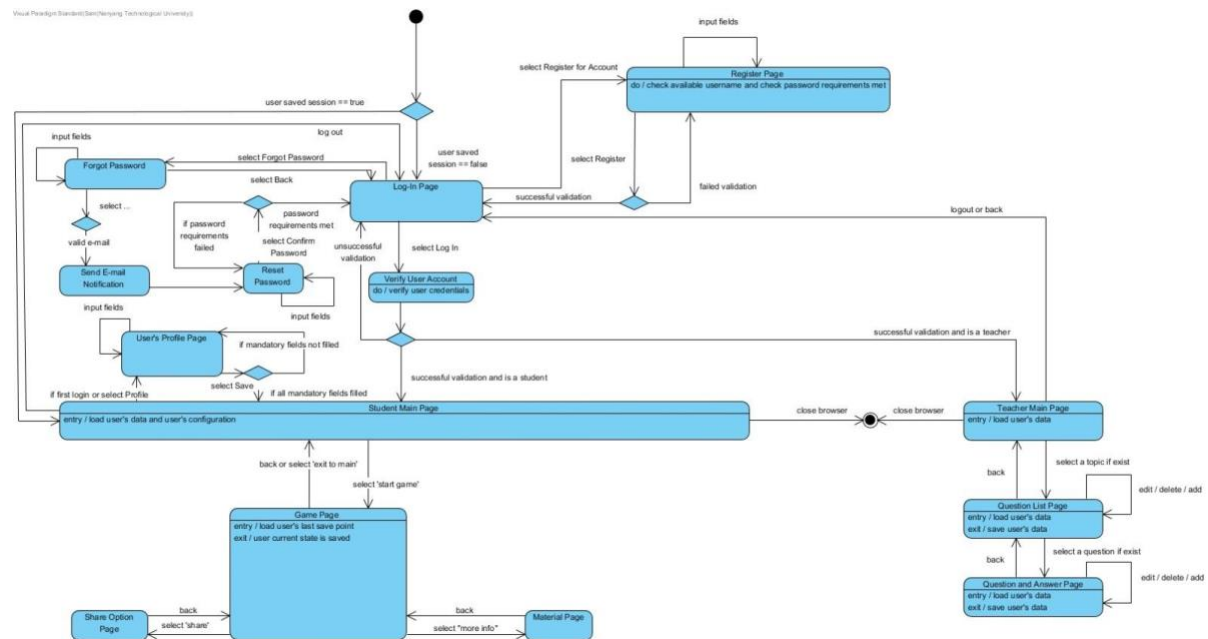 Visual Paradigm Standard(Sam(Nanyang Technological University))
input fields
select Register for Account
Register Page
do / check available username and check password requirements met
user saved session == true
log out
input fields
user saved
session == false
select Forgot Password
Forgot Password
select Back
Log-In Page
select Register
failed validation
successful validation
select ...
valid e-mail
if password
requirements
failed
password
requirements met
select Confirm
Password
unsuccessful
validation
select Log In
logout or back
Send E-mail
Notification
Reset
Password
input fields
Verify User Account
do / verify user credentials
input fields
User's Profile Page
if mandatory fields not filled
select Save
successful validation and is a teacher
successful validation and is a student
if first login or select Profile
if all mandatory fields filled
Student Main Page
entry / load user's data and user's configuration
close browser
close browser
Teacher Main Page
entry / load user's data
back or select 'exit to main'
select 'start game'
back
select a topic if exist
edit / delete / add
Question List Page
entry / load user's data
exit / save user's data
Game Page
entry / load user's last save point
exit / user current state is saved
back
select a question if exist
edit / delete / add
Question and Answer Page
entry / load user's data
exit / save user's data
Share Option
Page
back
select 'share'
back
select "more info"
Material Page